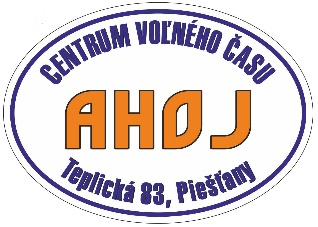 CENTRUM VOĽNÉHO ČASU
AHOJ
Teplická 83, Piešťany